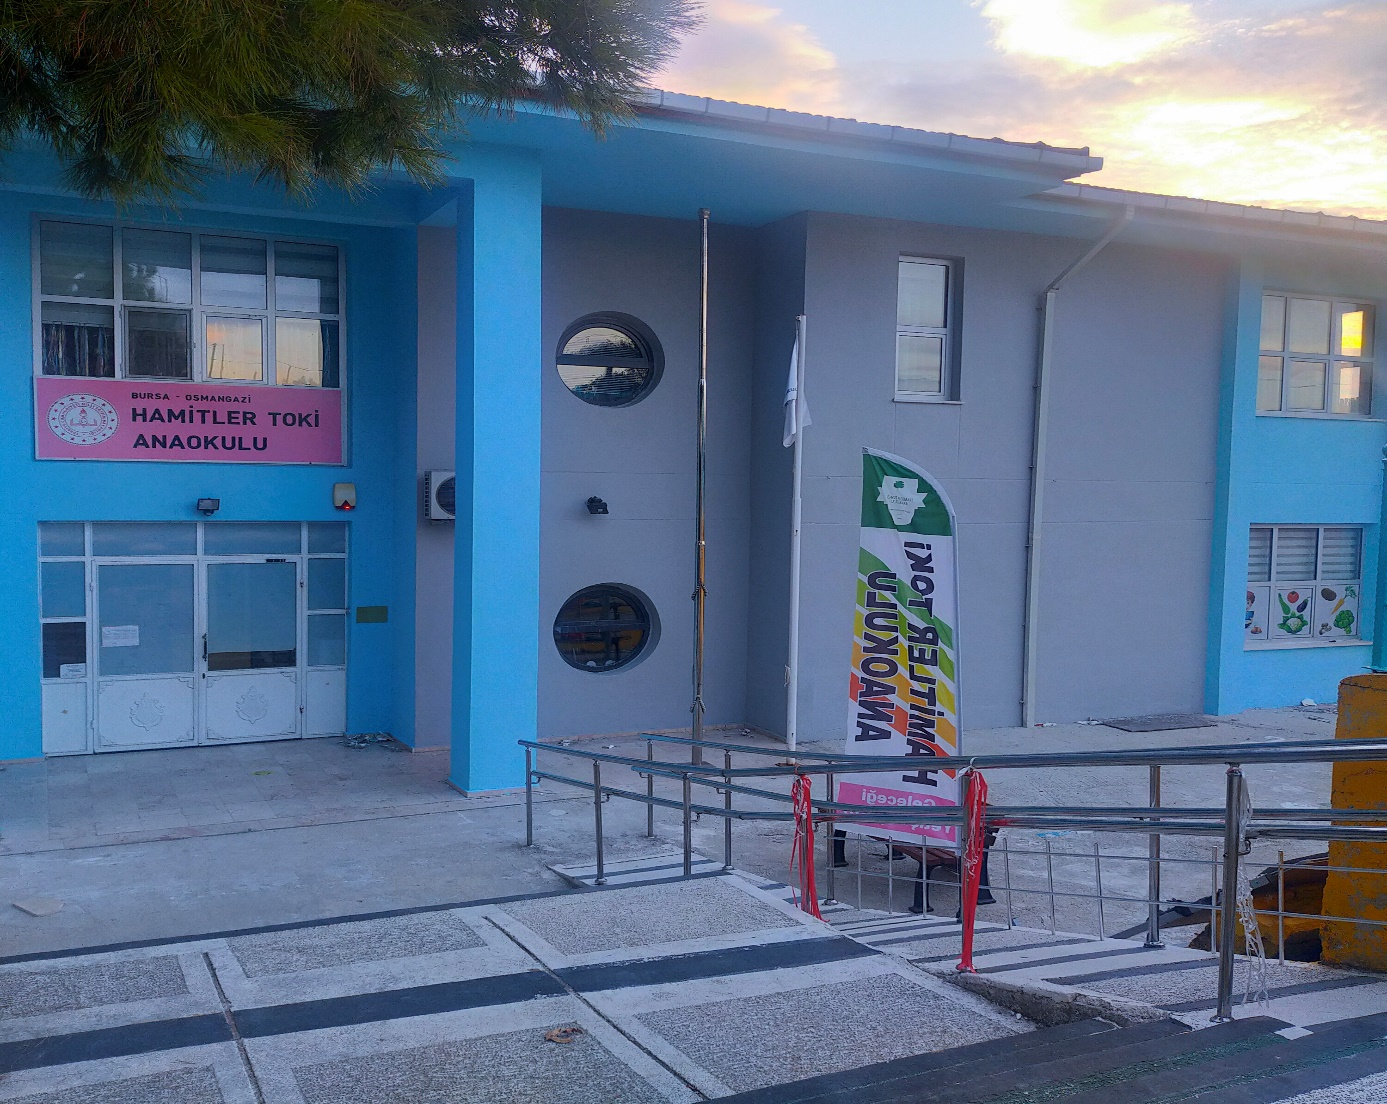 BURSA - OSMANGAZİ
HAMİTLER TOKİ
ANAOKULU
HAMİTLER TOKİ
ANAOKULU
Geleceği